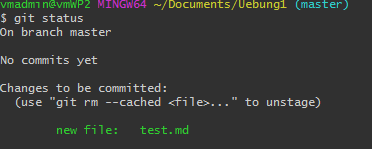 vmadmin@vmWP2 MINGW64 ~/Documents/Uebung1 (master)
$ git status
On branch master
No commits yet
Changes to be committed:
(use "git rm --cached <file>..." to unstage)
new file: test.md